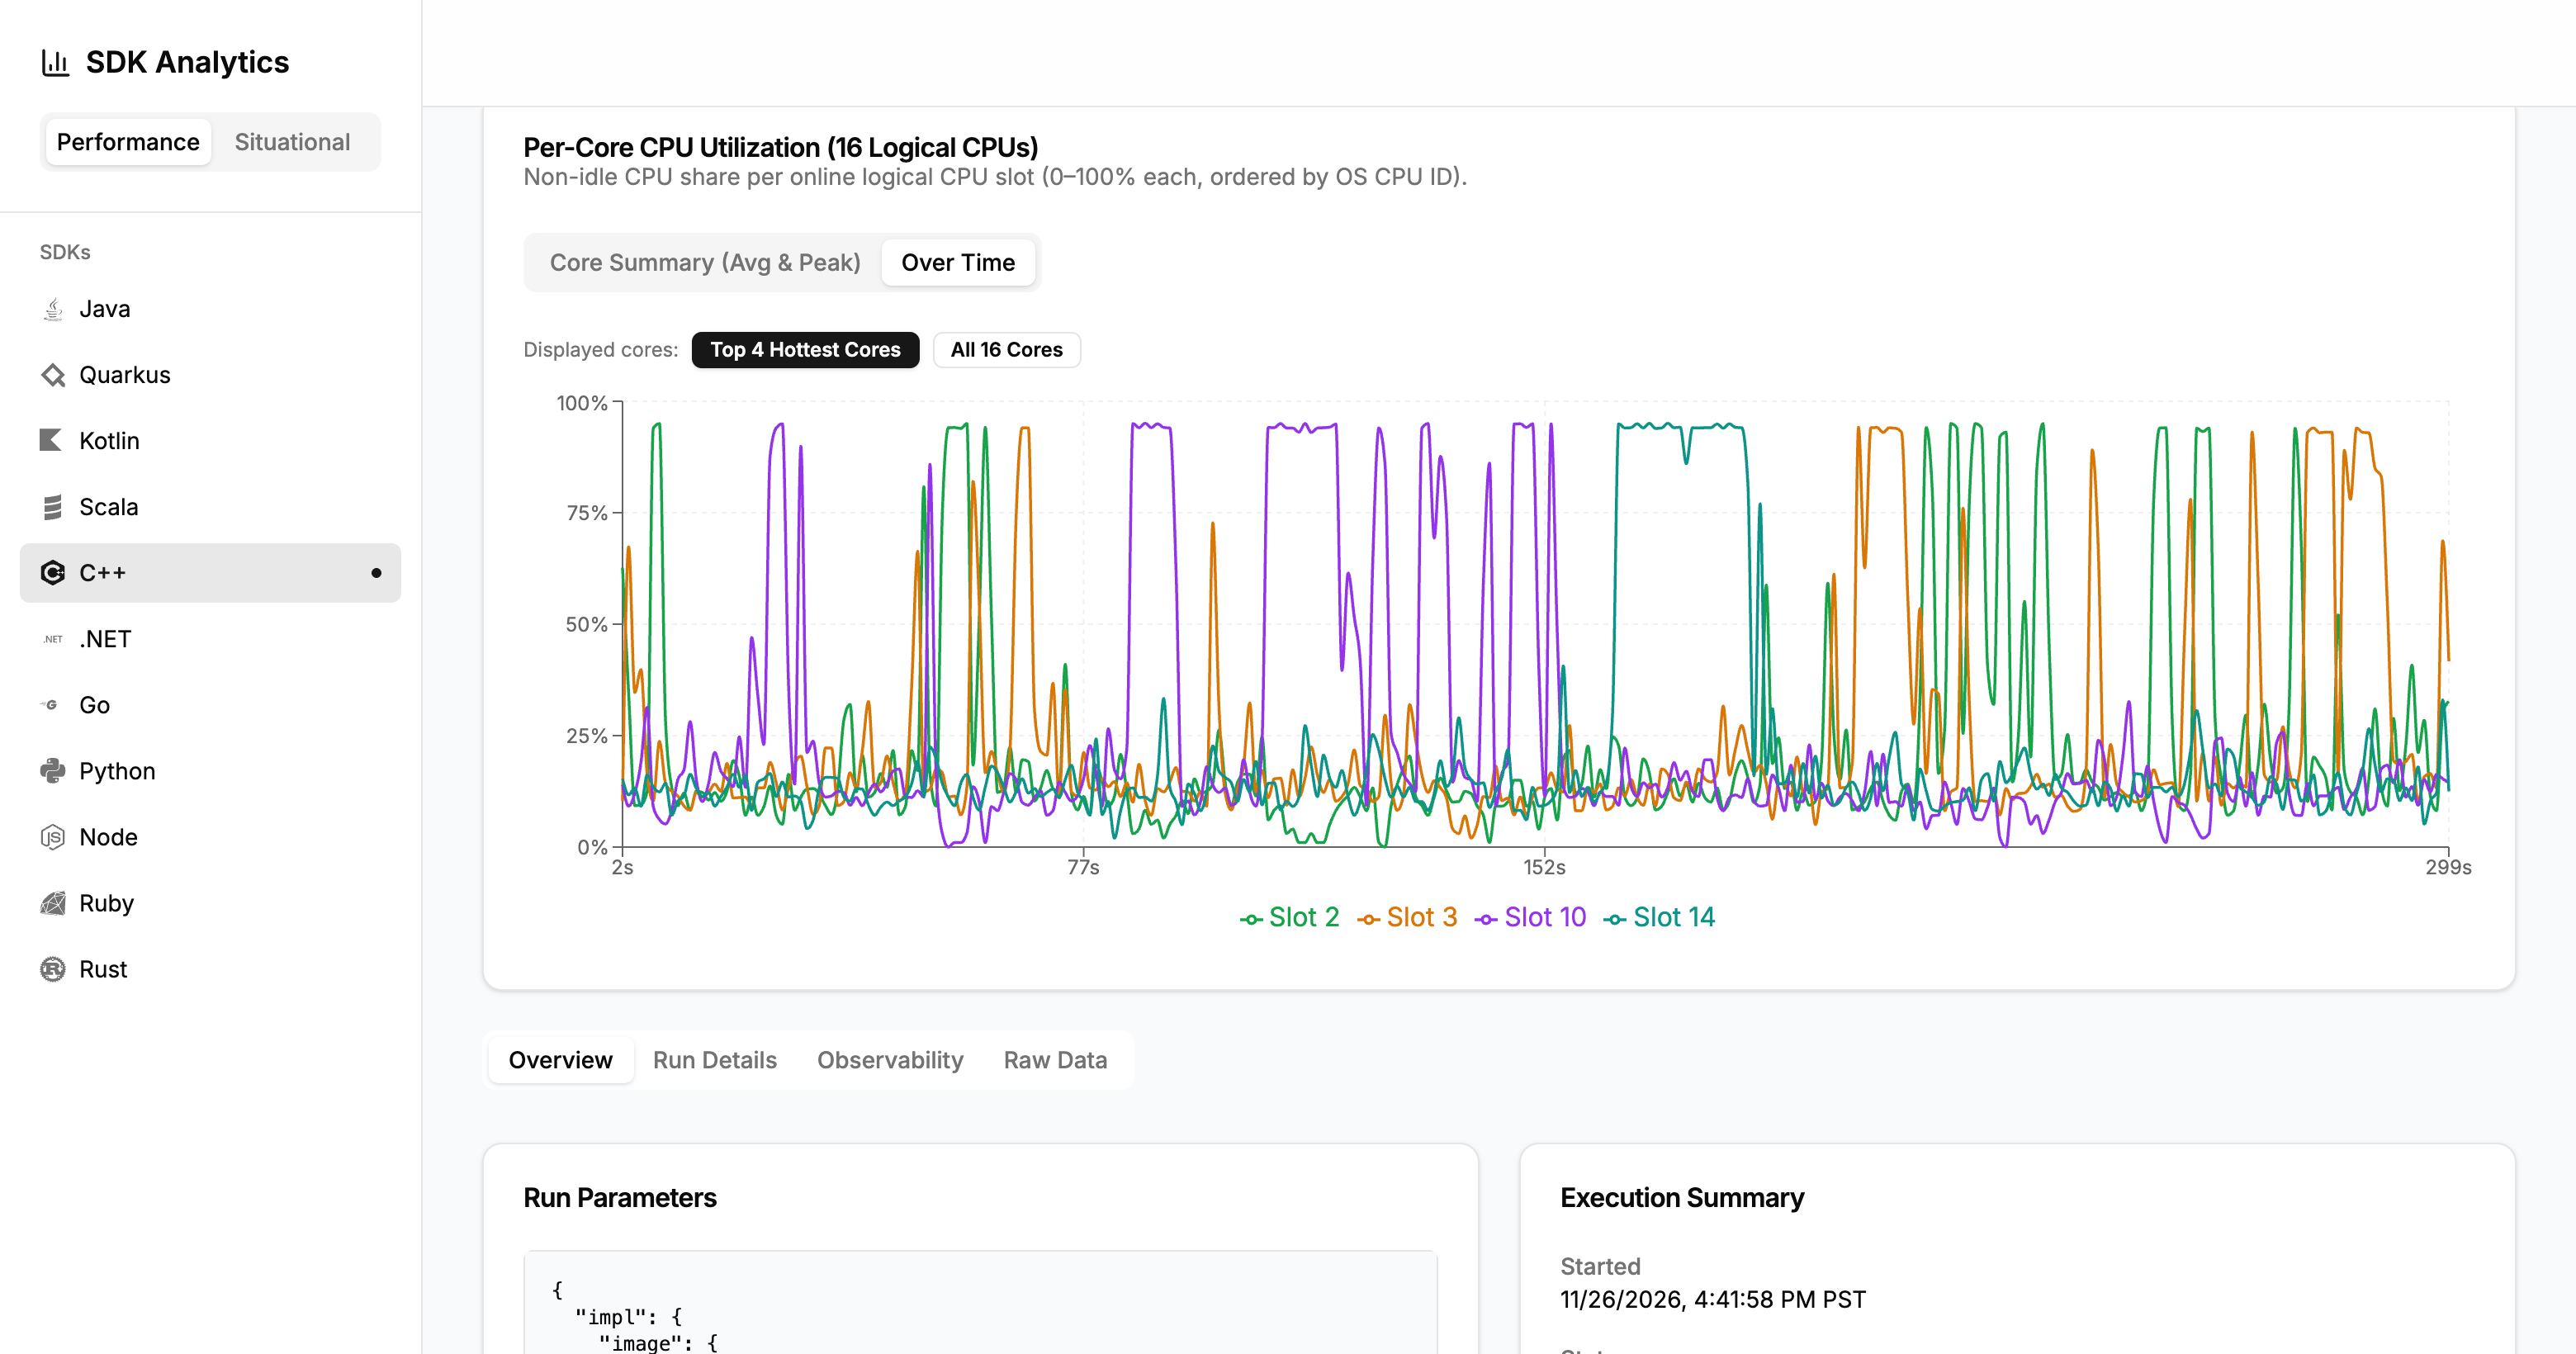 SDK Analytics
Performance
Situational
SDKs
Java
Quarkus
Kotlin
Scala
C++
.NET
.NET
Go
Python
Node
Ruby
Rust
Per-Core CPU Utilization (16 Logical CPUs)
Non-idle CPU share per online logical CPU slot (0–100% each, ordered by OS CPU ID).
Core Summary (Avg & Peak)
Over Time
Displayed cores:
Top 4 Hottest Cores
All 16 Cores
100%
75%
50%
25%
0%
2s
77s
152s
299s
Slot 2
Slot 3
Slot 10
Slot 14
Overview
Run Details
Observability
Raw Data
Run Parameters
{
"impl": {
"image": {
Execution Summary
Started
11/26/2026, 4:41:58 PM PST